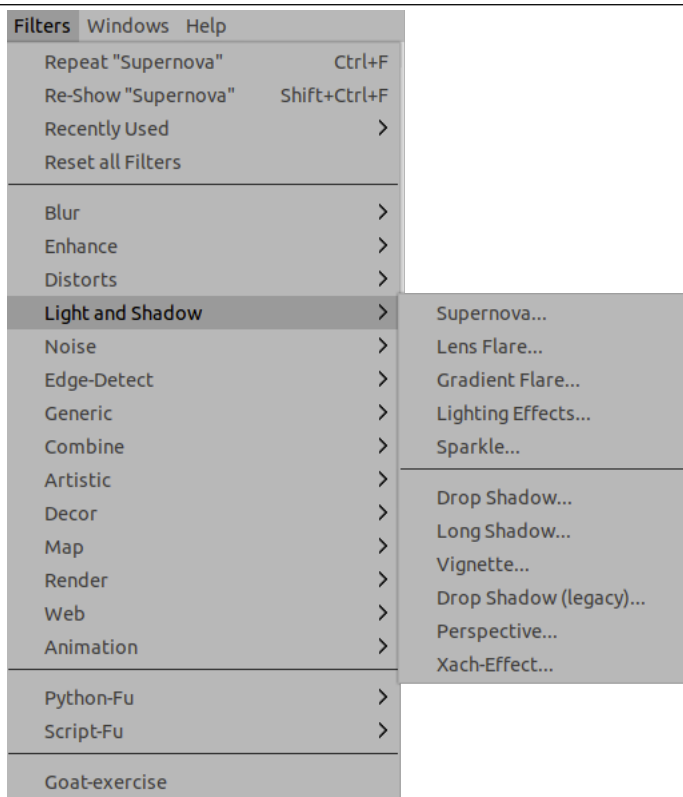 Filters Windows Help
Repeat "Supernova" Ctrl+F
Re-Show "Supernova" Shift+Ctrl+F
Recently Used
Reset all Filters
Blur
Enhance
Distorts
Light and Shadow
Noise
Edge-Detect
Generic
Combine
Artistic
Decor
Map
Render
Web
Animation
Python-Fu
Script-Fu
Goat-exercise
Supernova...
Lens Flare...
Gradient Flare...
Lighting Effects...
Sparkle...
Drop Shadow...
Long Shadow...
Vignette...
Drop Shadow (legacy)...
Perspective...
Xach-Effect...